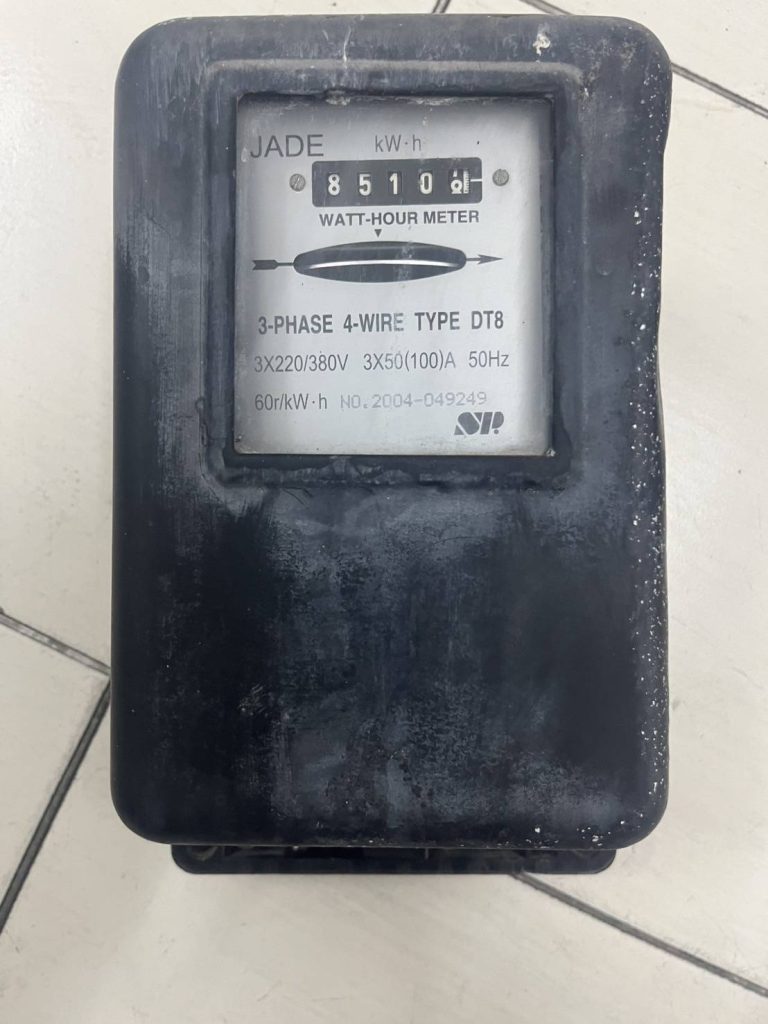 JADE kW·h
8510
WATT-HOUR METER
3-PHASE 4-WIRE TYPE DT8
3X220/380V 3X50(100)A 50Hz
60r/kW·h NO.2004-049249